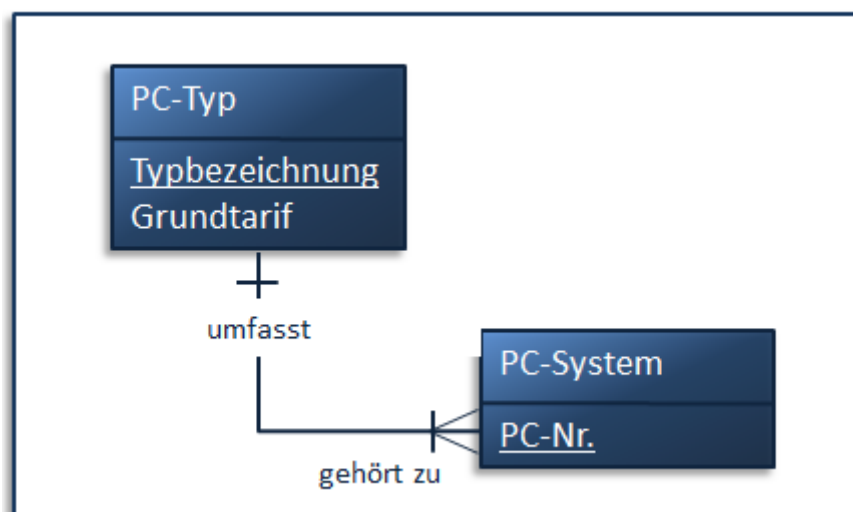 PC-Typ
Typbezeichnung
Grundtarif
umfasst
PC-System
PC-Nr.
gehört zu